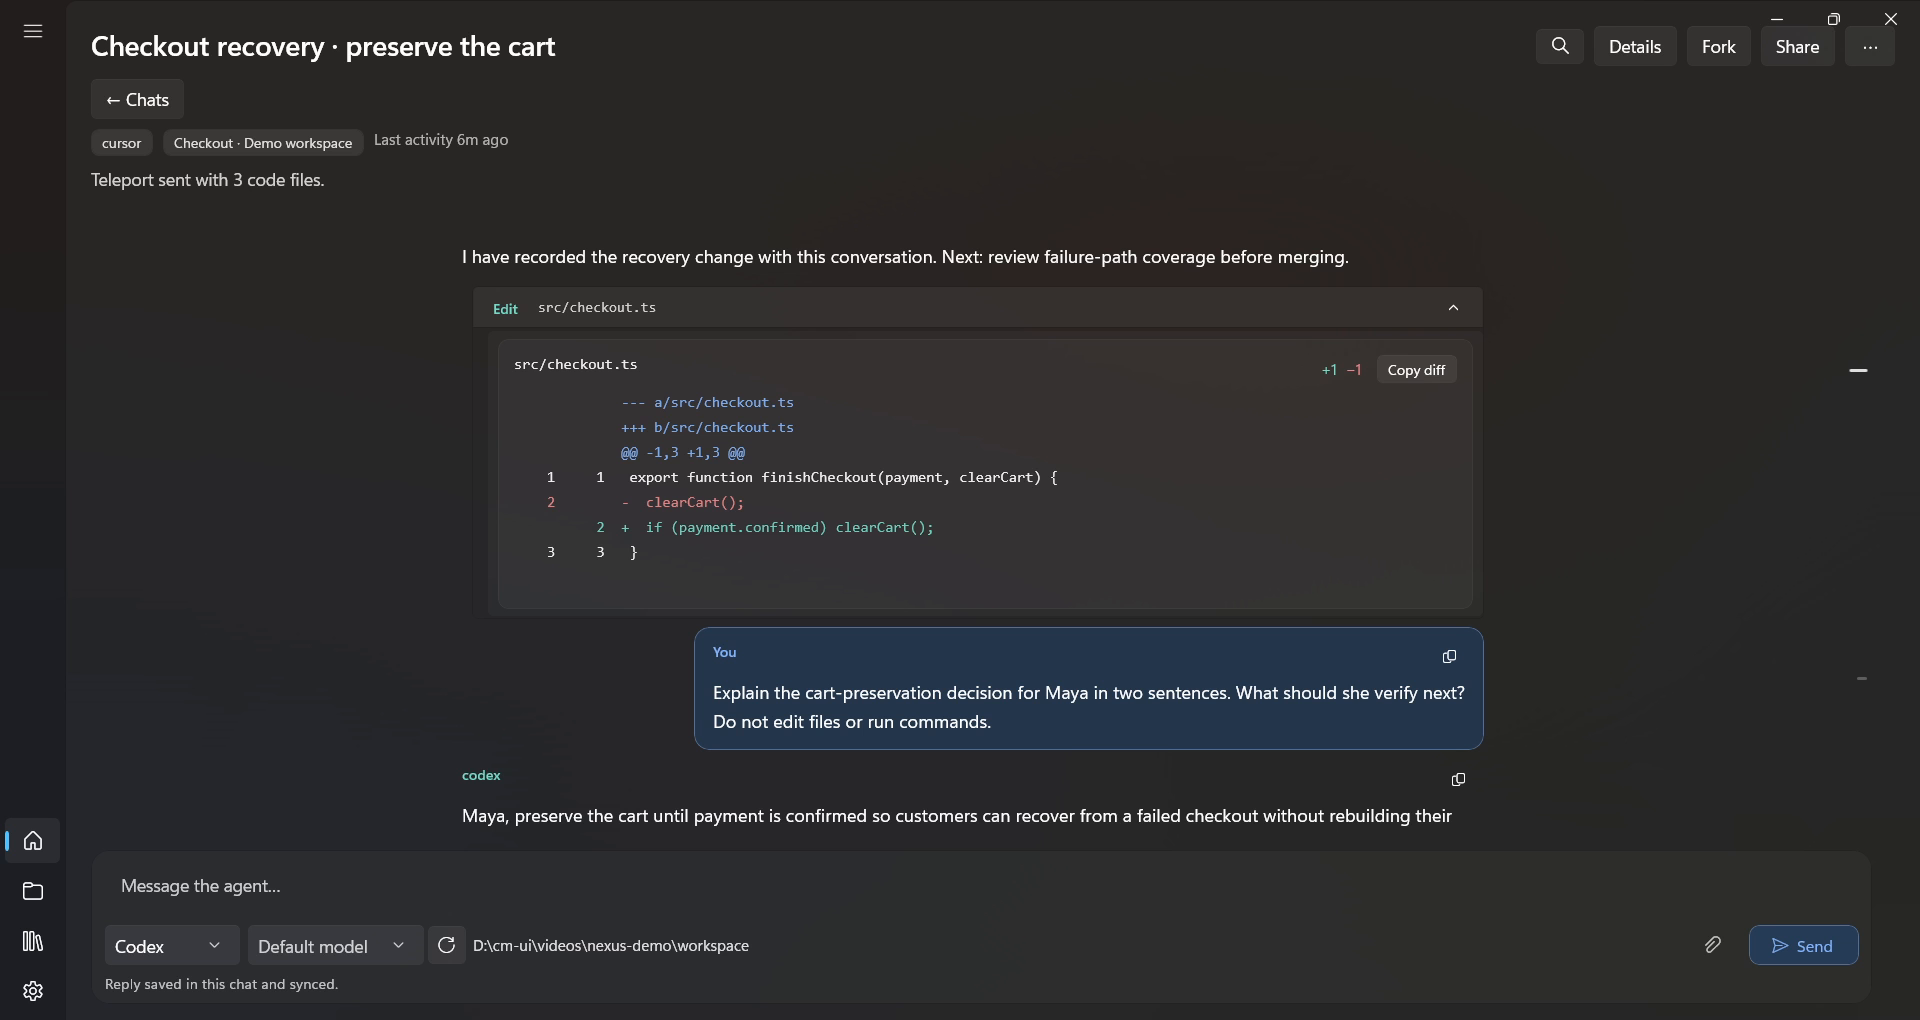 Checkout recovery · preserve the cart
Details
Fork
Share
← Chats
cursor
Checkout · Demo workspace
Last activity 6m ago
Teleport sent with 3 code files.
I have recorded the recovery change with this conversation. Next: review failure-path coverage before merging.
Edit src/checkout.ts
src/checkout.ts
+1 −1
Copy diff
--- a/src/checkout.ts
+++ b/src/checkout.ts
@@ -1,3 +1,3 @@
1 1 export function finishCheckout(payment, clearCart) {
2 - clearCart();
2 + if (payment.confirmed) clearCart();
3 3 }
You
Explain the cart-preservation decision for Maya in two sentences. What should she verify next?
Do not edit files or run commands.
codex
Maya, preserve the cart until payment is confirmed so customers can recover from a failed checkout without rebuilding their
Message the agent...
Codex
Default model
D:\cm-ui\videos\nexus-demo\workspace
Send
Reply saved in this chat and synced.